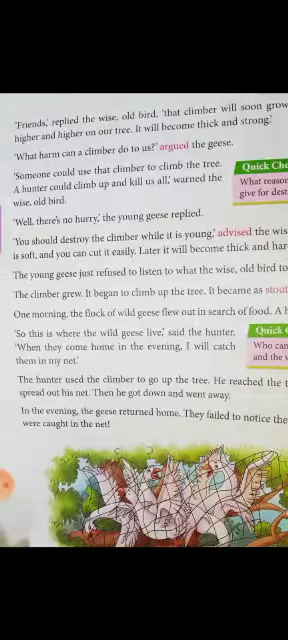 'Friends,' replied the wise, old bird, 'that climber will soon grow
higher and higher on our tree. It will become thick and strong.'
'What harm can a climber do to us?' argued the geese.
'Someone could use that climber to climb the tree.
A hunter could climb up and kill us all,' warned the
wise, old bird.
Quick Che
What reason
give for dest
'Well, there's no hurry,' the young geese replied.
'You should destroy the climber while it is young,' advised the wis
is soft, and you can cut it easily. Later it will become thick and har
The young geese just refused to listen to what the wise, old bird to
The climber grew. It began to climb up the tree. It became as stout
One morning, the flock of wild geese flew out in search of food. A h
'So this is where the wild geese live,' said the hunter.
'When they come home in the evening, I will catch
them in my net.'
Quick C
Who can
and the w
The hunter used the climber to go up the tree. He reached the t
spread out his net. Then he got down and went away.
In the evening, the geese returned home. They failed to notice the
were caught in the net!